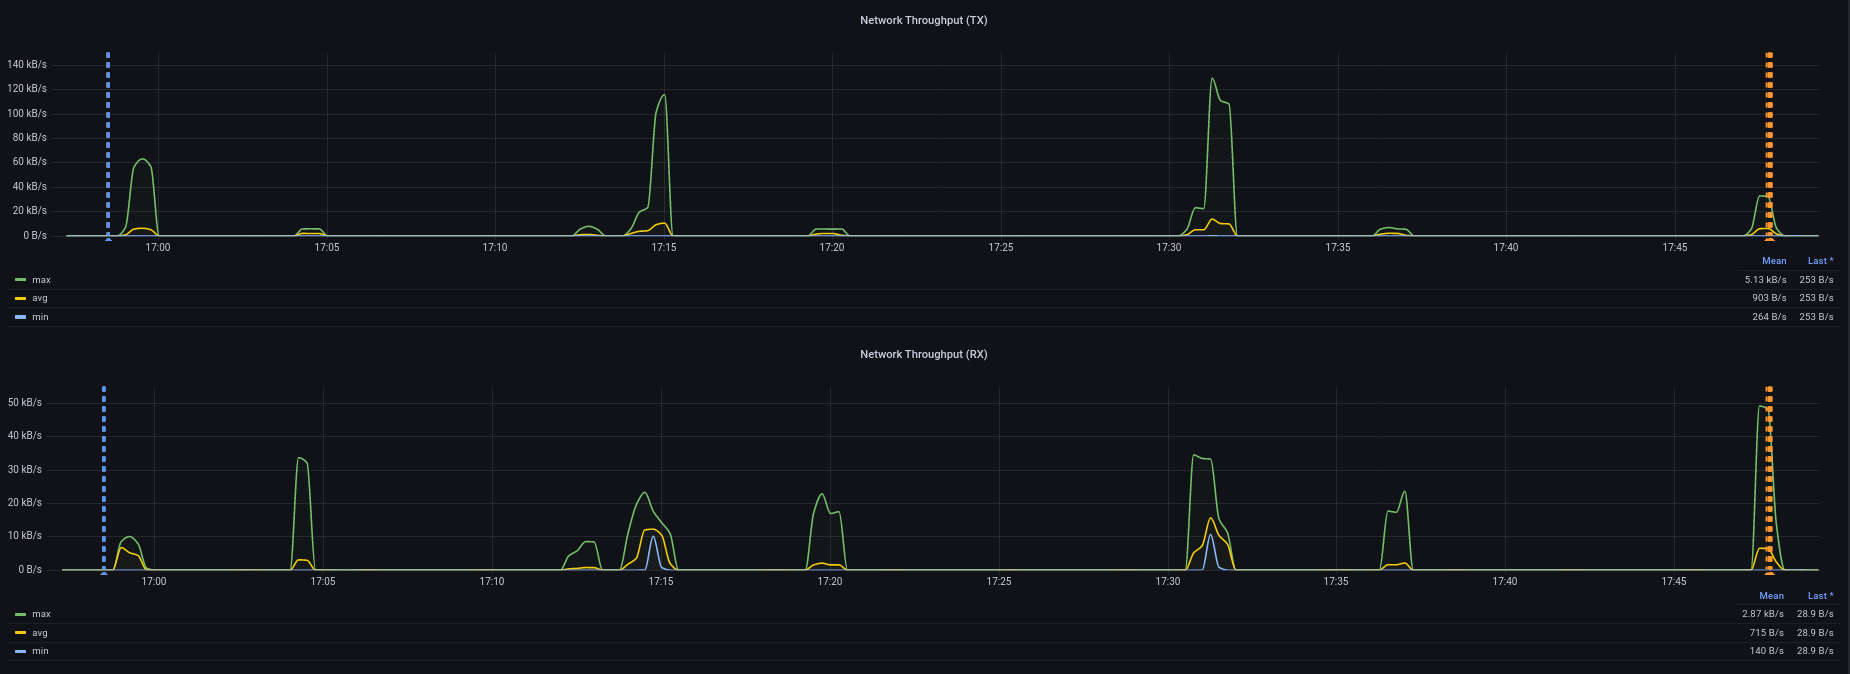 Network Throughput (TX)
140 kB/s
120 kB/s
100 kB/s
80 kB/s
60 kB/s
40 kB/s
20 kB/s
0 B/s
17:00 17:05 17:10 17:15 17:20 17:25 17:30 17:35 17:40 17:45
Mean Last *
max 5.13 kB/s 253 B/s
avg 903 B/s 253 B/s
min 264 B/s 253 B/s
Network Throughput (RX)
50 kB/s
40 kB/s
30 kB/s
20 kB/s
10 kB/s
0 B/s
17:00 17:05 17:10 17:15 17:20 17:25 17:30 17:35 17:40 17:45
Mean Last *
max 2.87 kB/s 28.9 B/s
avg 715 B/s 28.9 B/s
min 140 B/s 28.9 B/s